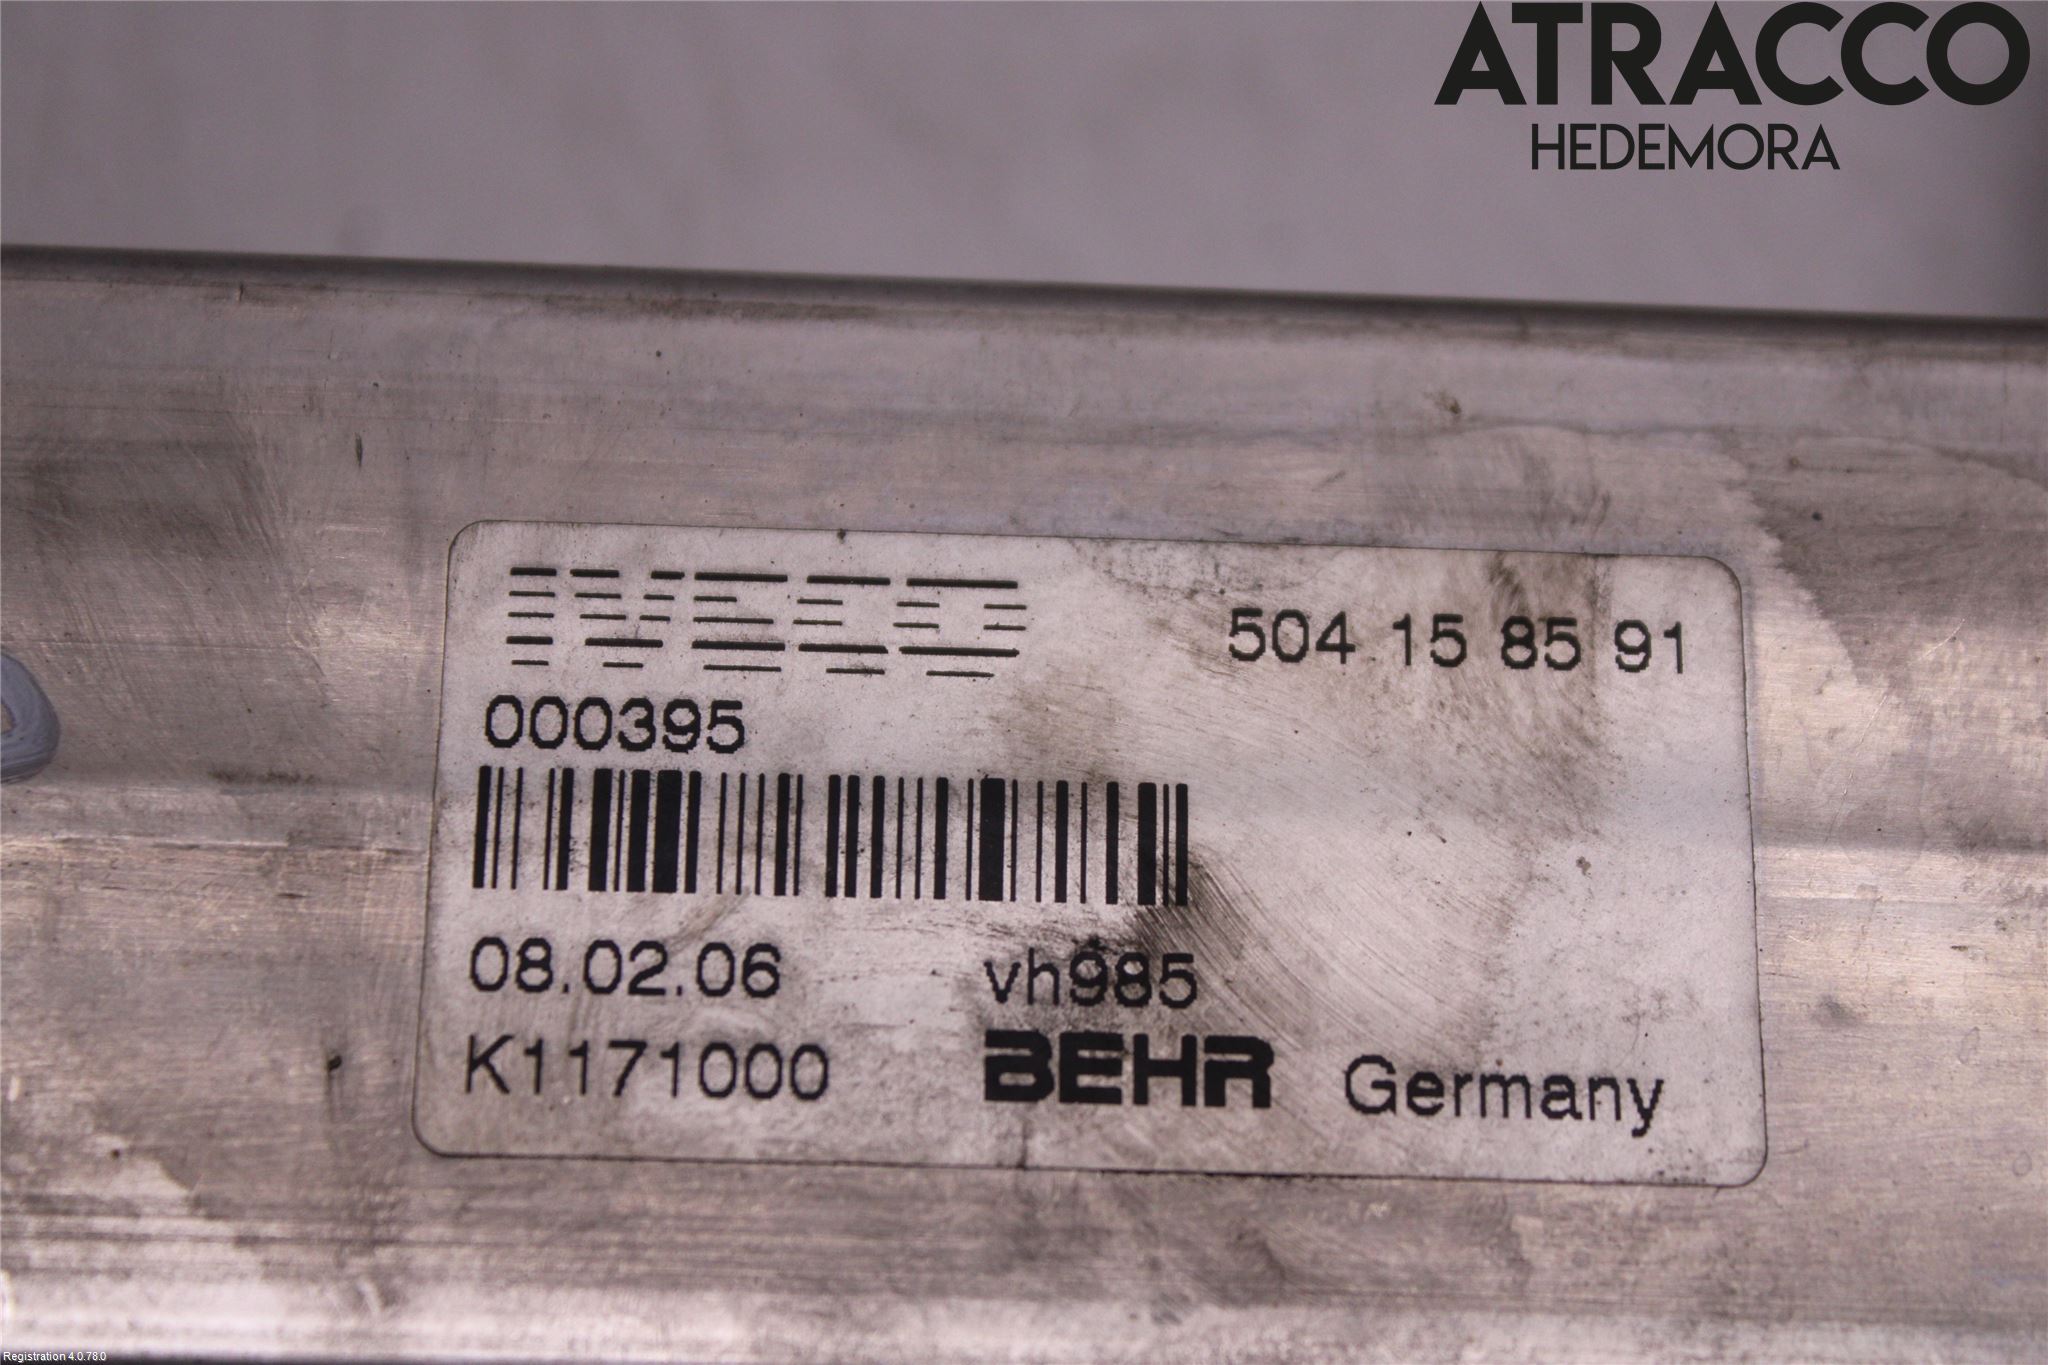 ATRACCO
HEDEMORA
IVECO 504 15 85 91
000395
08.02.06 vh985
K1171000 BEHR Germany
Registration 4.0.78.0